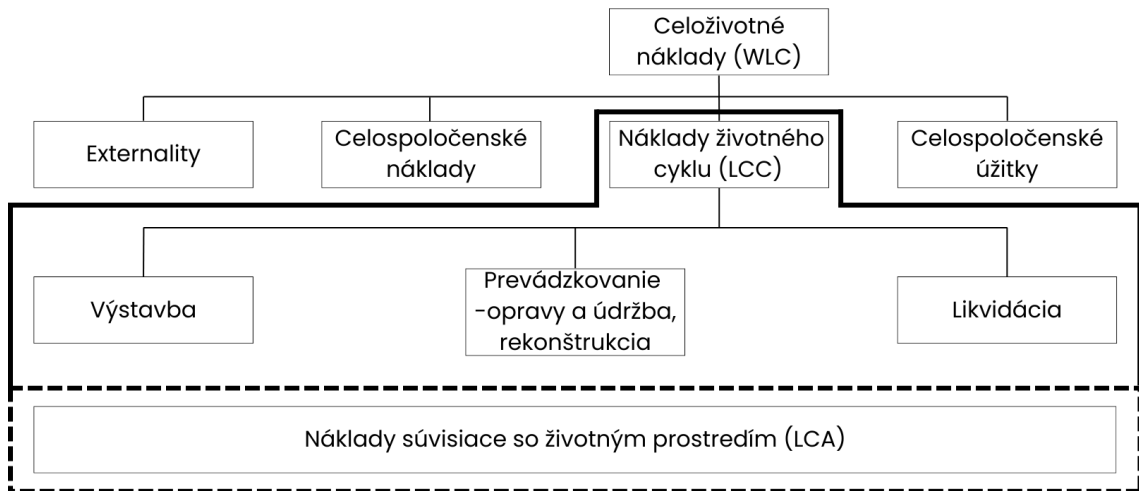 Celoživotné
náklady (WLC)
Externality
Celospoločenské
náklady
Náklady životného
cyklu (LCC)
Celospoločenské
úžitky
Výstavba
Prevádzkovanie
-opravy a údržba,
rekonštrukcia
Likvidácia
Náklady súvisiace so životným prostredím (LCA)